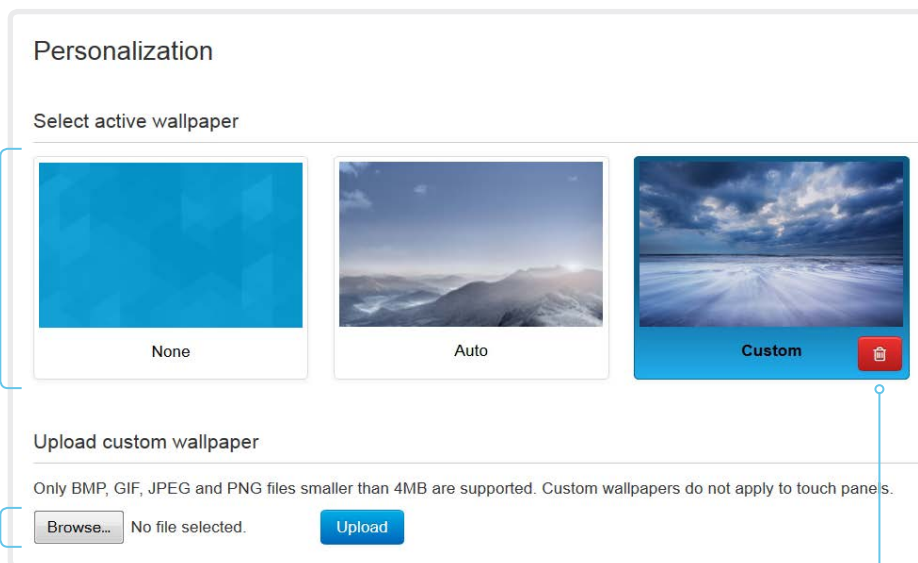 Personalization
Select active wallpaper
None
Auto
Custom
Upload custom wallpaper
Only BMP, GIF, JPEG and PNG files smaller than 4MB are supported. Custom wallpapers do not apply to touch panels.
Browse... No file selected. Upload